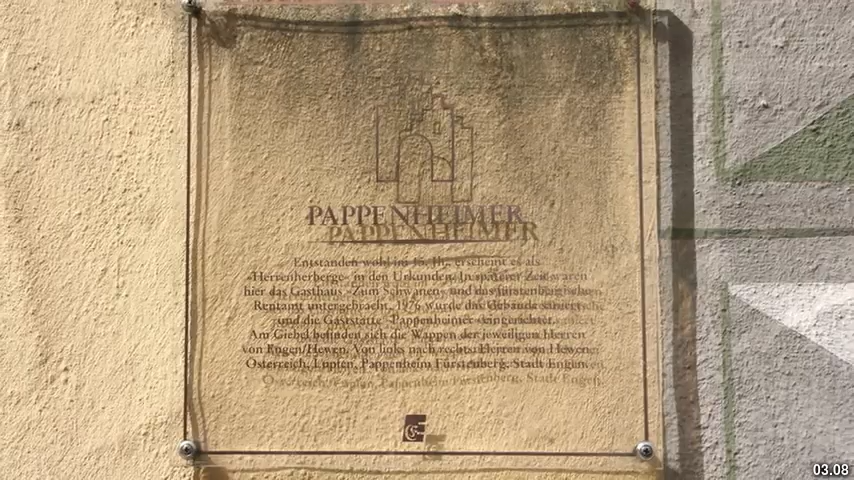 PAPPENHEIMER
Entstanden wohl im 15. Jh., erscheint es als
»Herrenherberge« in den Urkunden. In späterer Zeit waren
hier das Gasthaus »Zum Schwanen« und das fürstenbergische
Rentamt untergebracht. 1976 wurde das Gebäude saniert
und die Gaststätte »Pappenheimer« eingerichtet.
Am Giebel befinden sich die Wappen der jeweiligen Herren
von Engen/Hewen. Von links nach rechts: Herren von Hewen
Österreich, Lupfen, Pappenheim Fürstenberg, Stadt Engen.
03.08